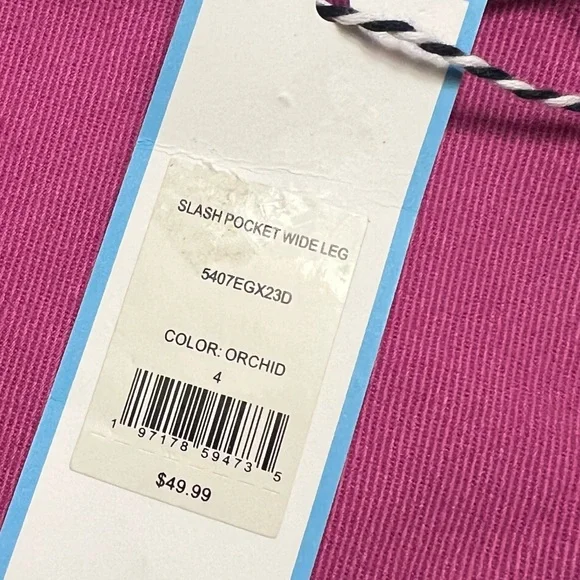 SLASH POCKET WIDE LEG
5407EGX23D
COLOR: ORCHID
4
1 97178 59473 5
$49.99